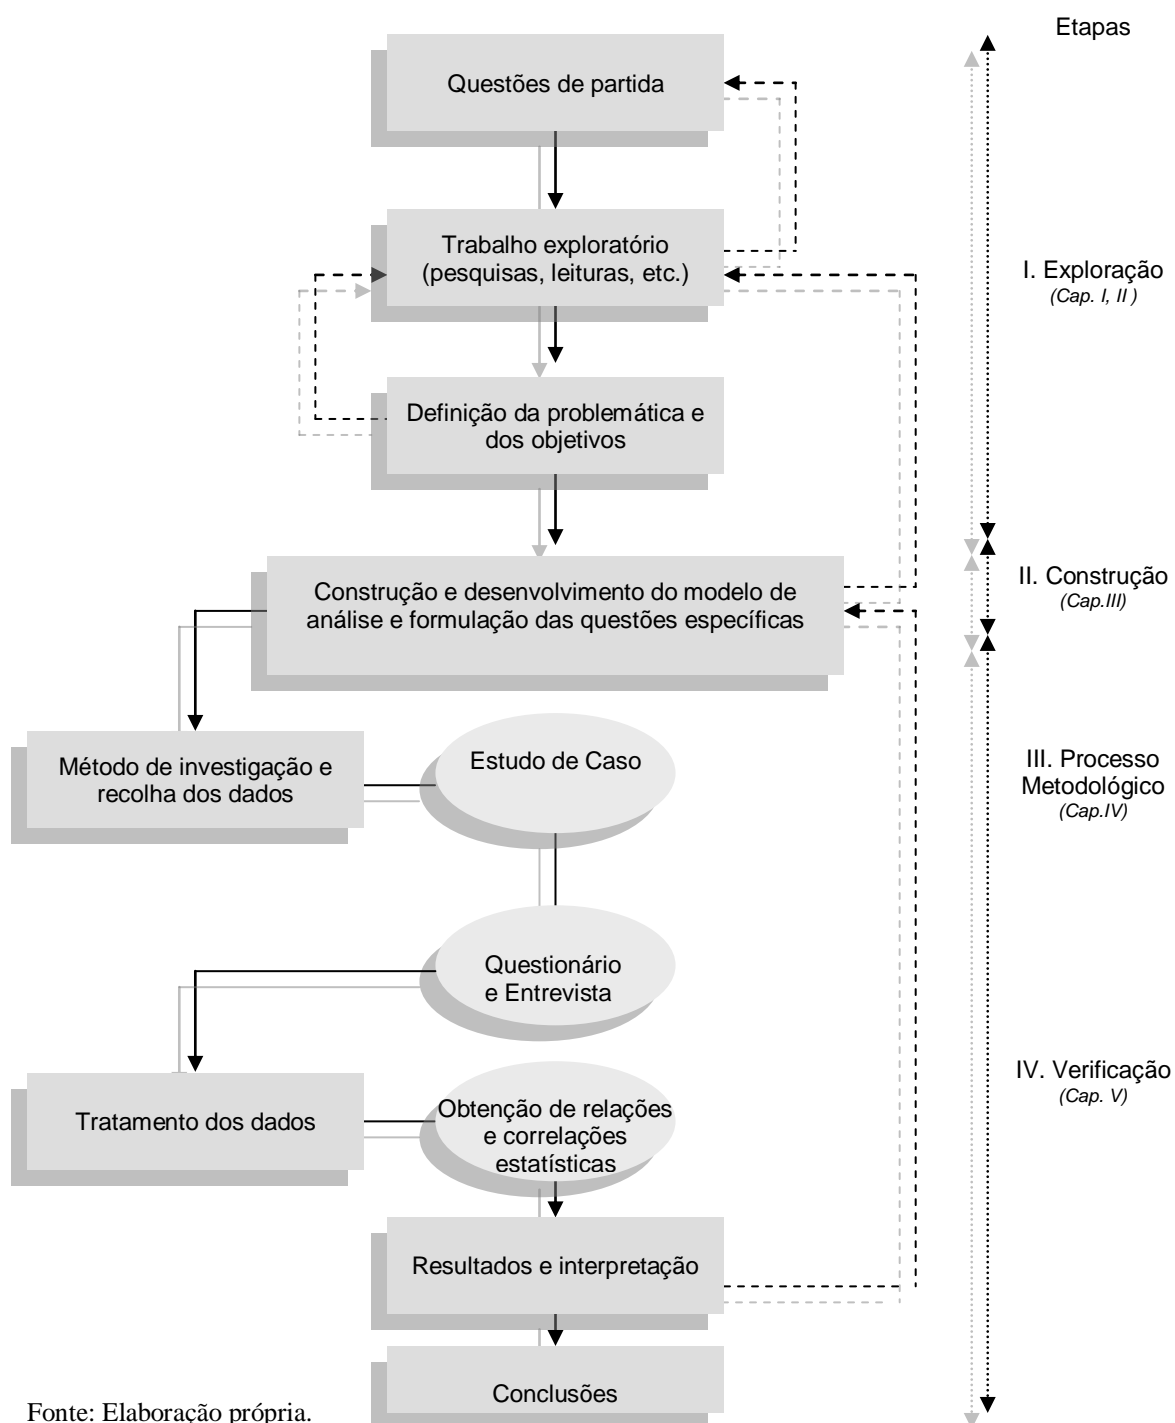 Etapas
Questões de partida
Trabalho exploratório
(pesquisas, leituras, etc.)
I. Exploração
(Cap. I, II )
Definição da problemática e
dos objetivos
Construção e desenvolvimento do modelo de
análise e formulação das questões específicas
II. Construção
(Cap.III)
Método de investigação e
recolha dos dados
Estudo de Caso
III. Processo
Metodológico
(Cap.IV)
Questionário
e Entrevista
IV. Verificação
(Cap. V)
Tratamento dos dados
Obtenção de relações
e correlações
estatísticas
Resultados e interpretação
Conclusões
Fonte: Elaboração própria.